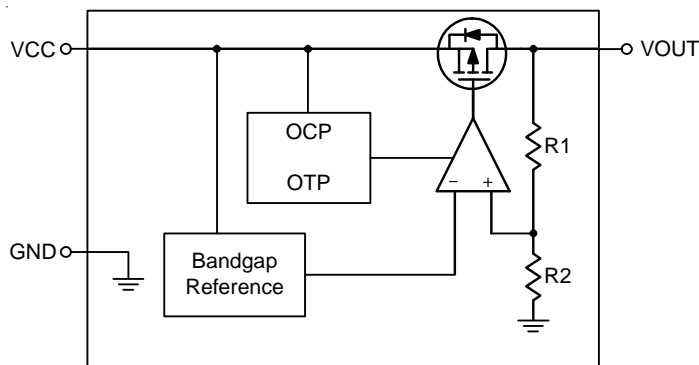 VCC
VOUT
OCP
OTP
R1
− +
GND
Bandgap
Reference
R2